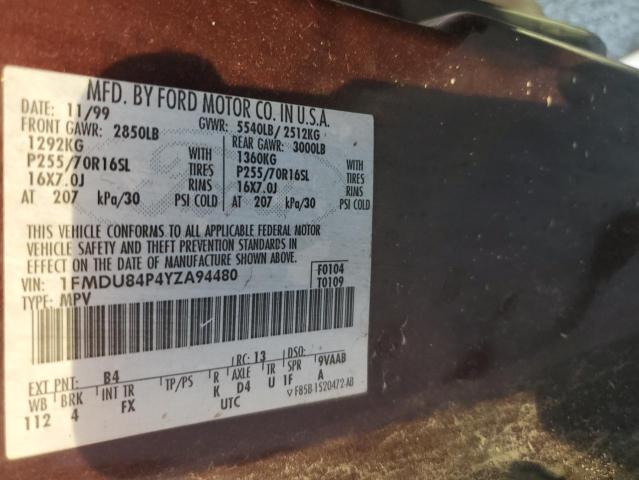 MFD. BY FORD MOTOR CO. IN U.S.A.
DATE: 11/99 GVWR: 5540LB/ 2512KG
FRONT GAWR: 2850LB REAR GAWR: 3000LB
1292KG WITH 1360KG WITH
P255/70R16SL TIRES P255/70R16SL TIRES
16X7.0J RIMS 16X7.0J RIMS
AT 207 kPa/30 PSI COLD AT 207 kPa/30 PSI COLD
THIS VEHICLE CONFORMS TO ALL APPLICABLE FEDERAL MOTOR
VEHICLE SAFETY AND THEFT PREVENTION STANDARDS IN
EFFECT ON THE DATE OF MANUFACTURE SHOWN ABOVE.
VIN: 1FMDU84P4YZA94480 F0104
TYPE: MPV T0109
EXT PNT: B4 RC: 13 DSO: 9VAAB
WB BRK INT TR TP/PS R AXLE TR SPR
112 4 FX K D4 U 1F A
UTC F85B-1520472-AB